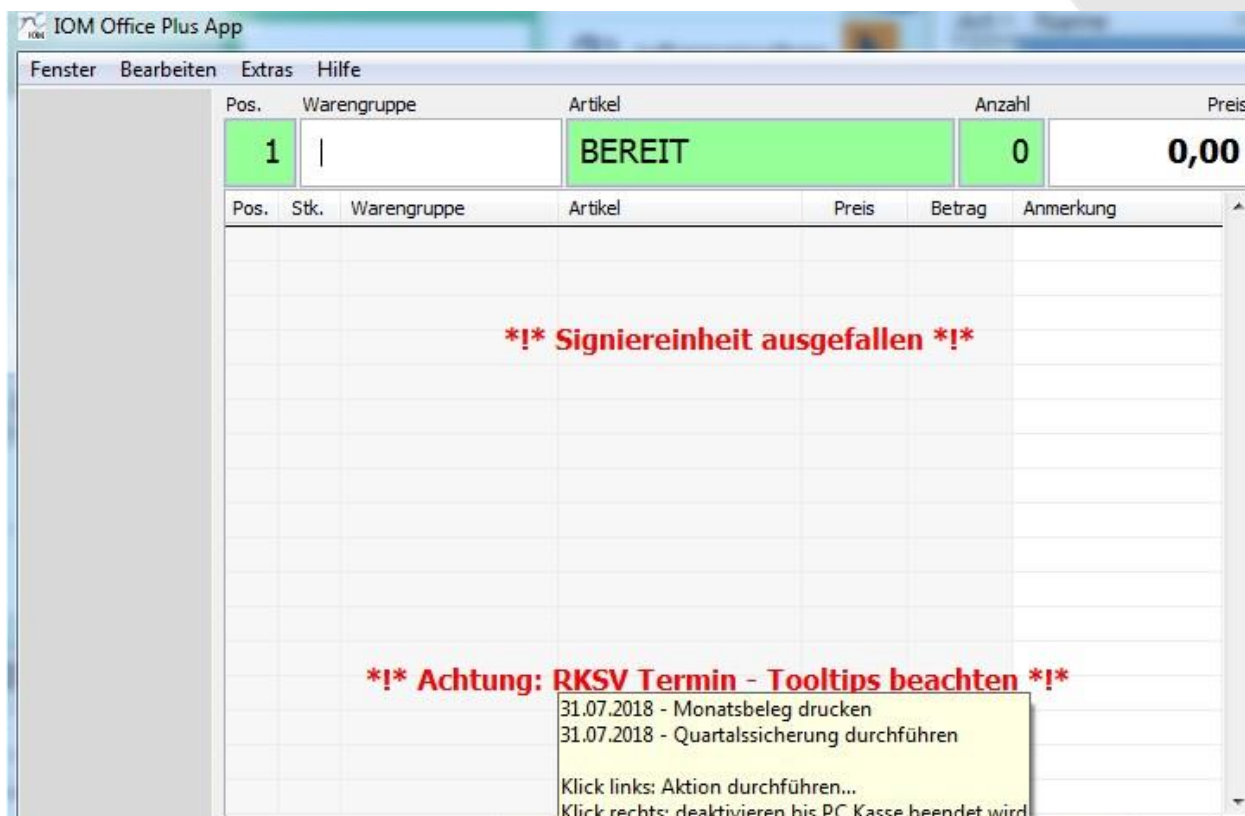 IOM Office Plus App
Fenster Bearbeiten Extras Hilfe
Pos. Warengruppe Artikel Anzahl Preis
1 BEREIT 0 0,00
Pos. Stk. Warengruppe Artikel Preis Betrag Anmerkung
*!* Signiereinheit ausgefallen *!*
*!* Achtung: RKSV Termin - Tooltips beachten *!*
31.07.2018 - Monatsbeleg drucken
31.07.2018 - Quartalssicherung durchführen
Klick links: Aktion durchführen...
Klick rechts: deaktivieren bis PC Kasse beendet wird